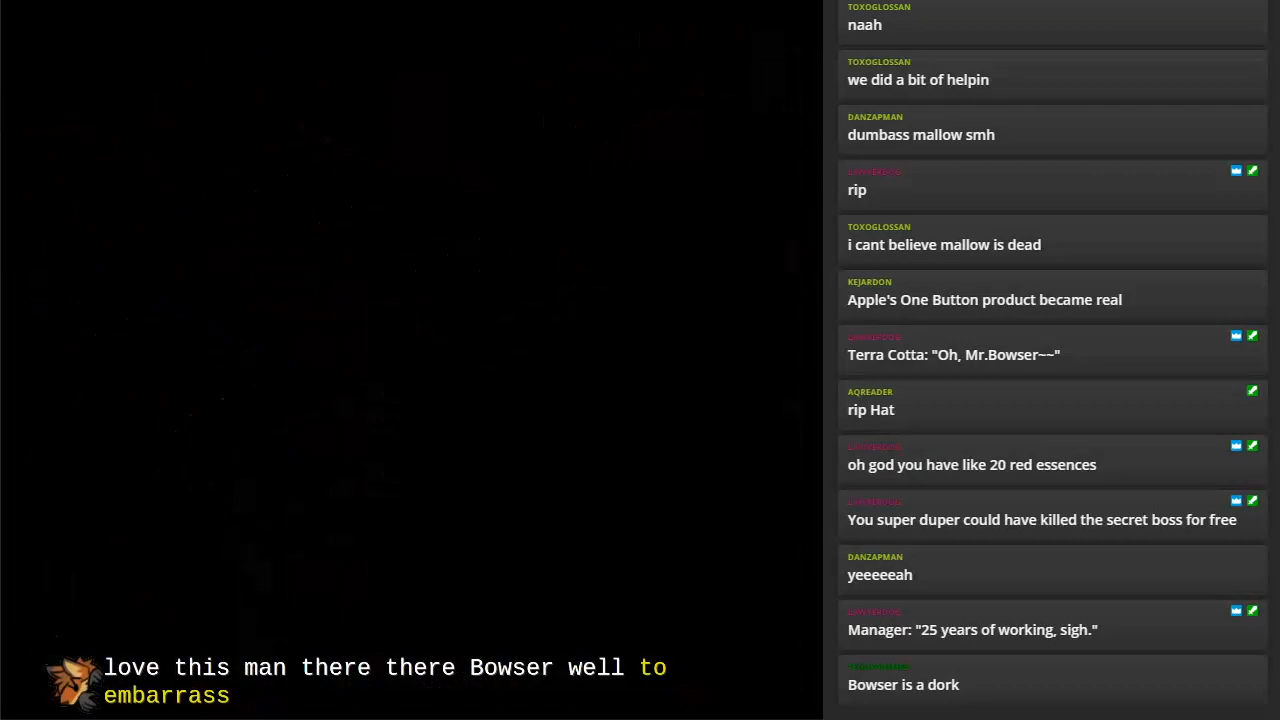 TOXOGLOSSAN
naah
TOXOGLOSSAN
we did a bit of helpin
DANZAPMAN
dumbass mallow smh
rip
TOXOGLOSSAN
i cant believe mallow is dead
KEJARDON
Apple's One Button product became real
Terra Cotta: "Oh, Mr.Bowser~~"
AQREADER
rip Hat
oh god you have like 20 red essences
You super duper could have killed the secret boss for free
DANZAPMAN
yeeeeeah
Manager: "25 years of working, sigh."
Bowser is a dork
love this man there there Bowser well to
embarrass